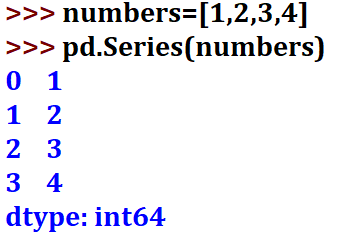 >>> numbers=[1,2,3,4]
>>> pd.Series(numbers)
0 1
1 2
2 3
3 4
dtype: int64